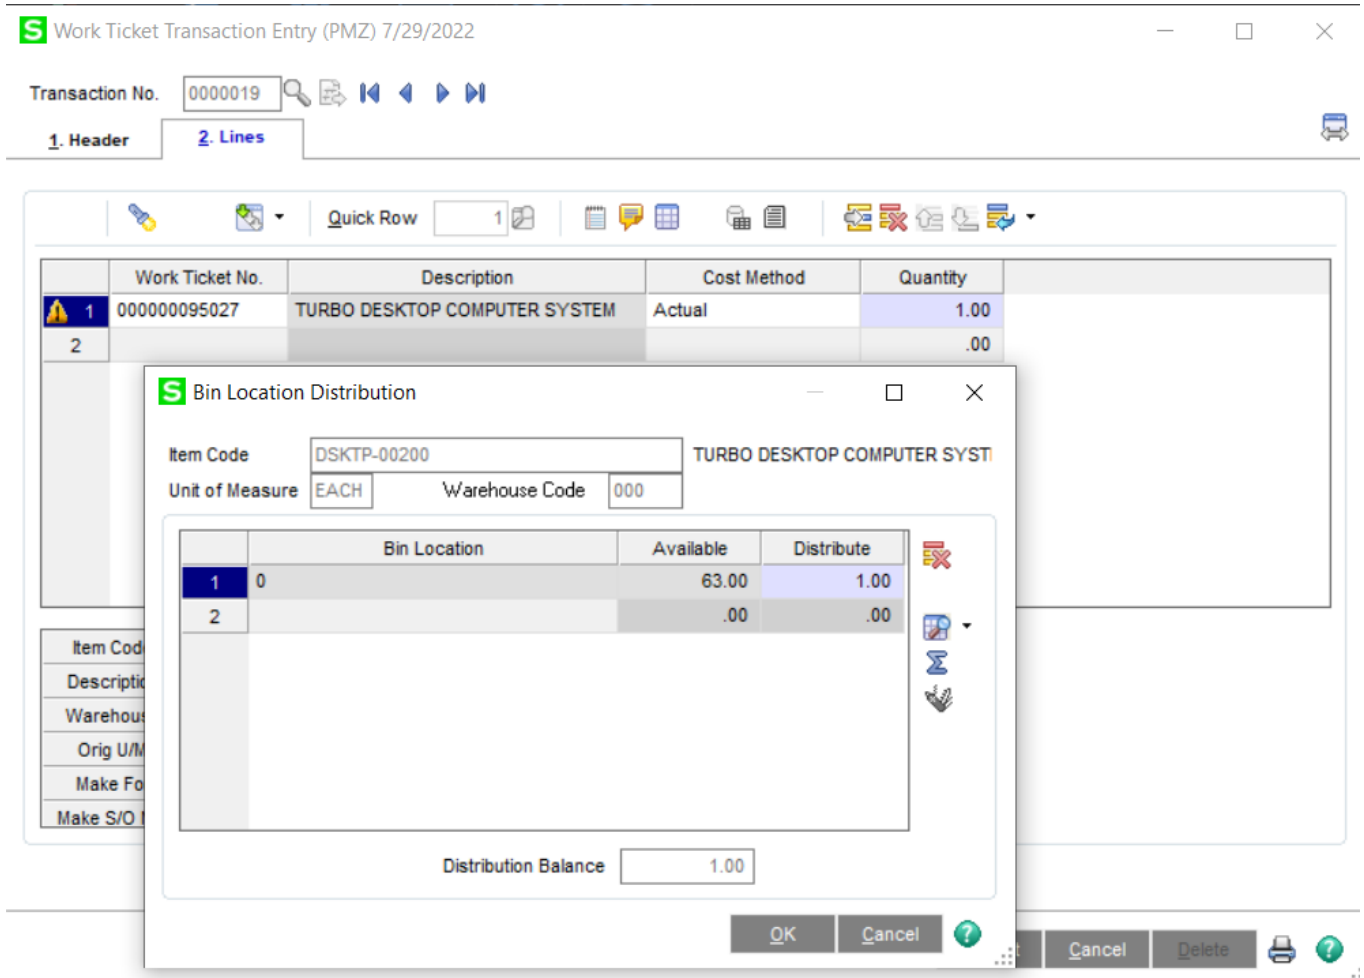 S Work Ticket Transaction Entry (PMZ) 7/29/2022
Transaction No. 0000019
1. Header 2. Lines
Quick Row 1
Work Ticket No. Description Cost Method Quantity
1 000000095027 TURBO DESKTOP COMPUTER SYSTEM Actual 1.00
2 .00
S Bin Location Distribution
Item Code DSKTP-00200 TURBO DESKTOP COMPUTER SYST
Unit of Measure EACH Warehouse Code 000
Bin Location Available Distribute
1 0 63.00 1.00
2 .00 .00
Item Cod
Descriptio
Warehous
Orig U/M
Make Fo
Make S/O
Distribution Balance 1.00
OK Cancel ?
Cancel Delete ?